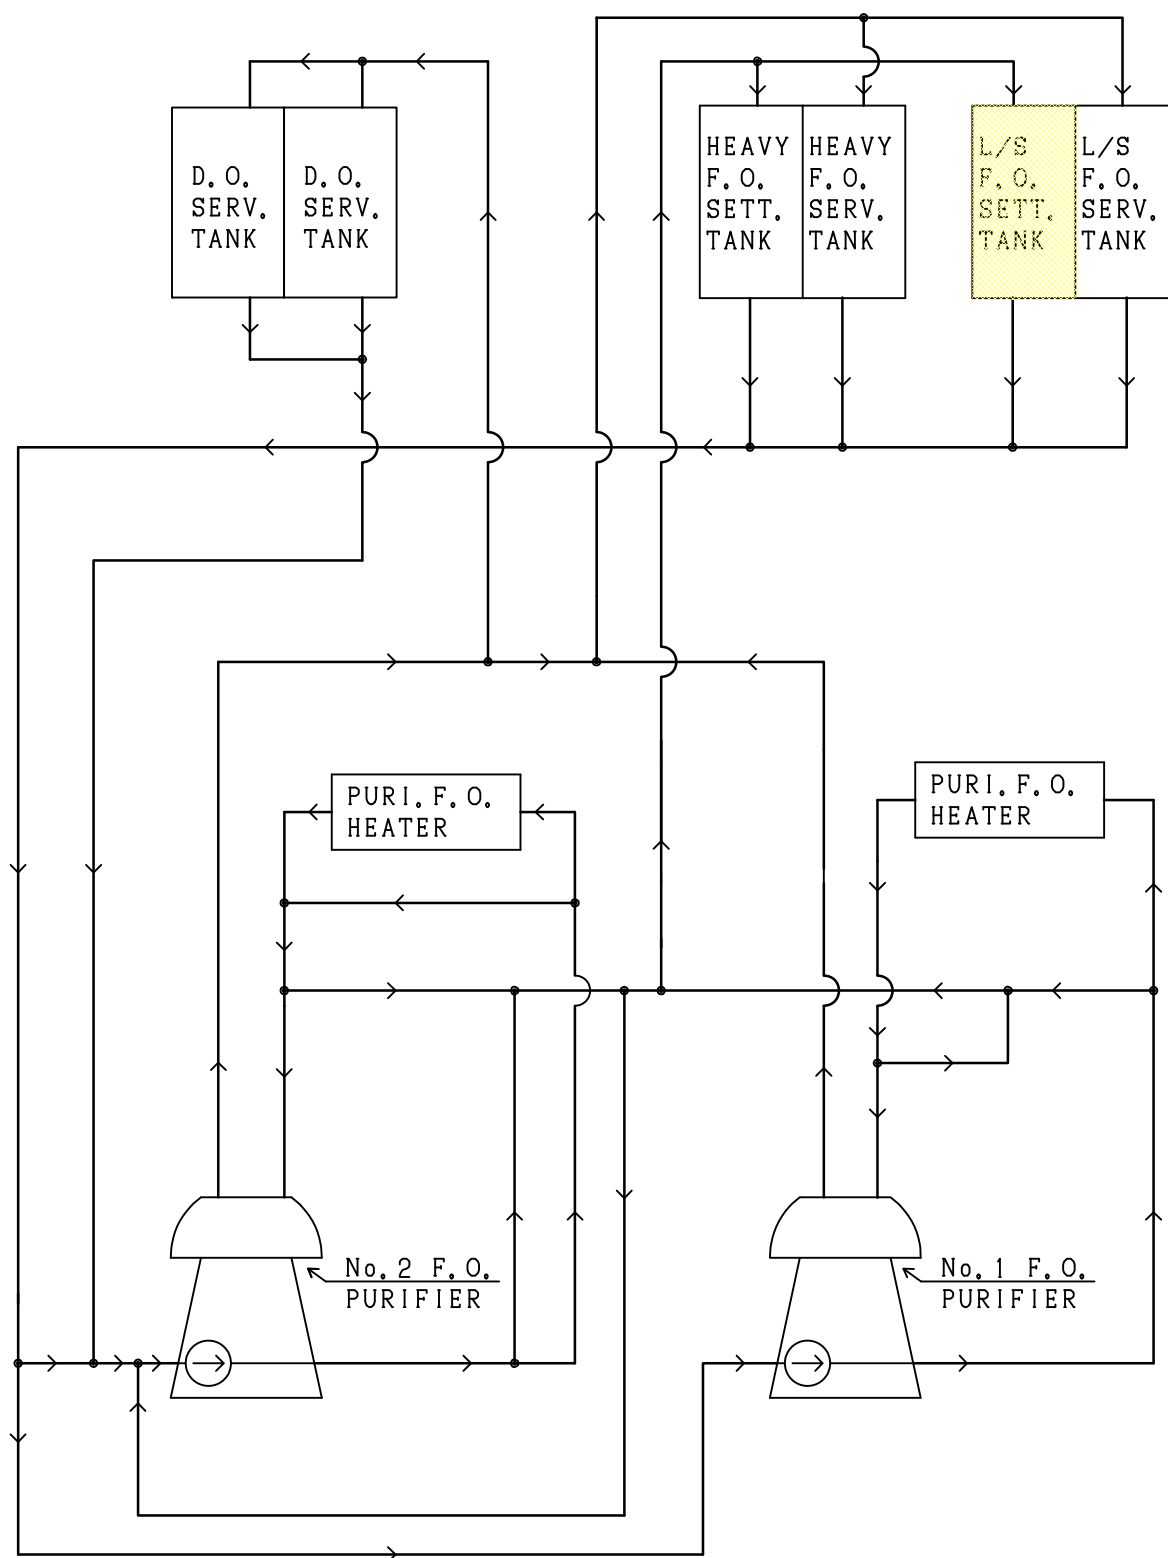 D.O.
SERV.
TANK
D.O.
SERV.
TANK
HEAVY
F.O.
SETT.
TANK
HEAVY
F.O.
SERV.
TANK
L/S
F.O.
SETT.
TANK
L/S
F.O.
SERV.
TANK
PURI.F.O.
HEATER
PURI.F.O.
HEATER
No.2 F.O.
PURIFIER
No.1 F.O.
PURIFIER